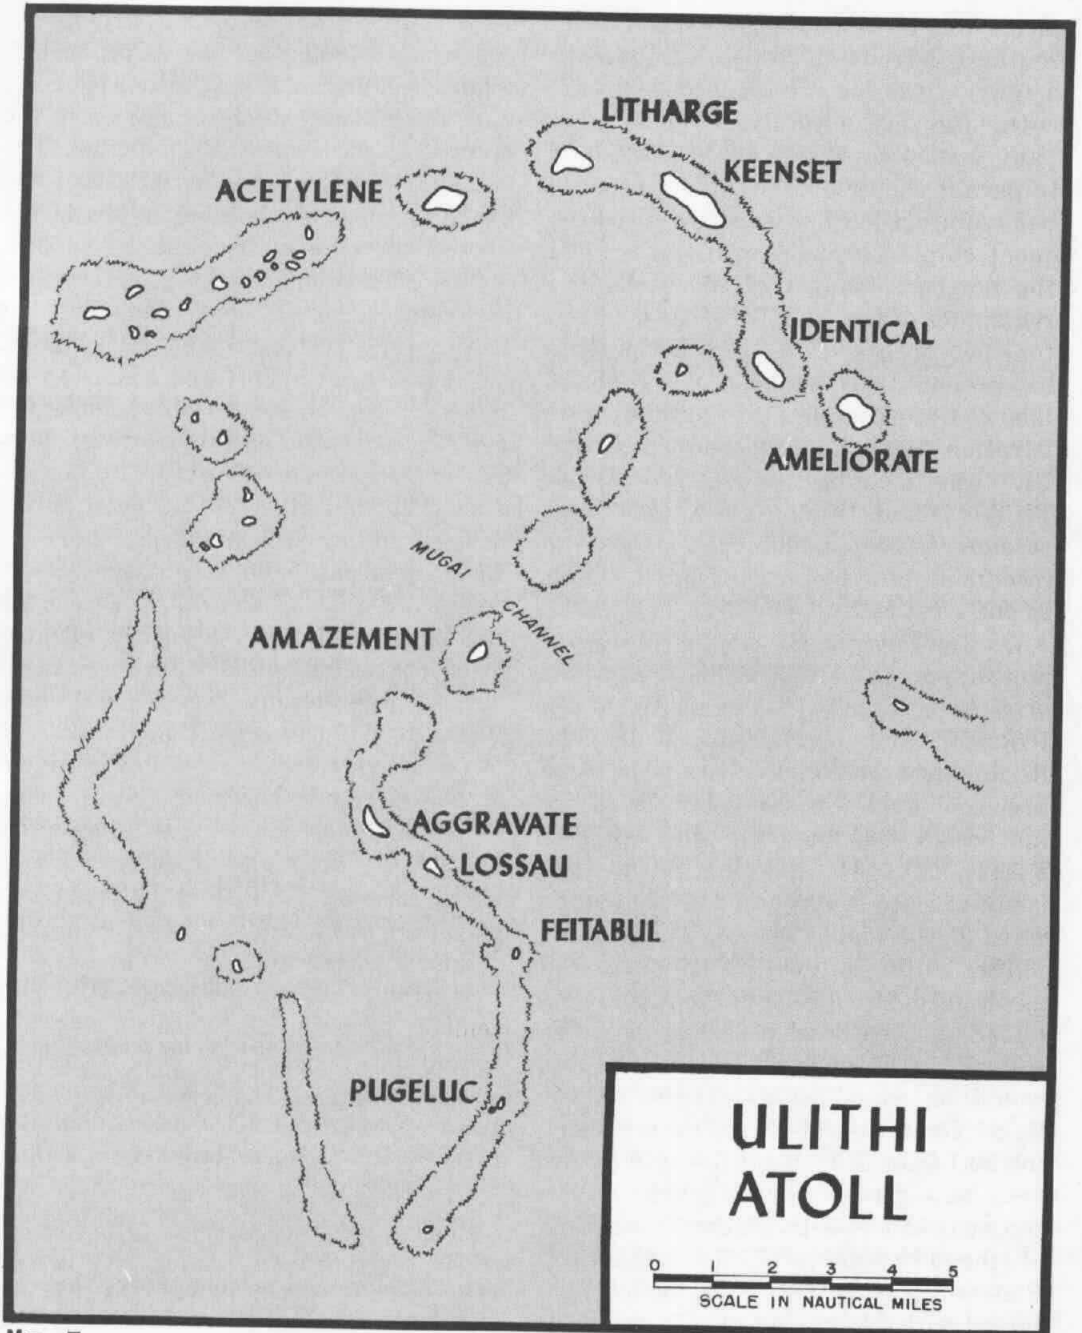 LITHARGE
KEENSET
ACETYLENE
IDENTICAL
AMELIORATE
MUGAI
CHANNEL
AMAZEMENT
AGGRAVATE
LOSSAU
FEITABUL
PUGELUC
ULITHI
ATOLL
0 1 2 3 4 5
SCALE IN NAUTICAL MILES